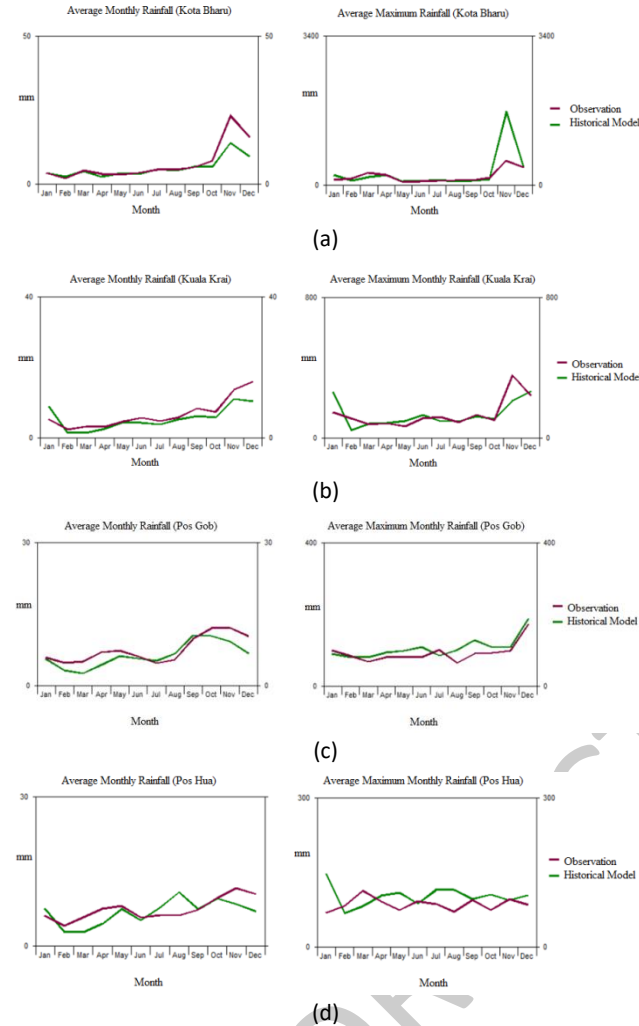 Average Monthly Rainfall (Kota Bharu)
Average Maximum Rainfall (Kota Bharu)
50
50
3400
3400
mm
mm
Observation
Historical Model
0
0
0
0
Jan Feb Mar Apr May Jun Jul Aug Sep Oct Nov Dec
Jan Feb Mar Apr May Jun Jul Aug Sep Oct Nov Dec
Month
Month
(a)
Average Monthly Rainfall (Kuala Krai)
Average Maximum Monthly Rainfall (Kuala Krai)
40
40
800
800
mm
mm
Observation
Historical Model
0
0
0
0
Jan Feb Mar Apr May Jun Jul Aug Sep Oct Nov Dec
Jan Feb Mar Apr May Jun Jul Aug Sep Oct Nov Dec
Month
Month
(b)
Average Monthly Rainfall (Pos Gob)
Average Maximum Monthly Rainfall (Pos Gob)
30
30
400
400
mm
mm
Observation
Historical Model
0
0
0
0
Jan Feb Mar Apr May Jun Jul Aug Sep Oct Nov Dec
Jan Feb Mar Apr May Jun Jul Aug Sep Oct Nov Dec
Month
Month
(c)
Average Monthly Rainfall (Pos Hua)
Average Maximum Monthly Rainfall (Pos Hua)
30
300
300
mm
mm
Observation
Historical Model
0
0
0
Jan Feb Mar Apr May Jun Jul Aug Sep Oct Nov Dec
Jan Feb Mar Apr May Jun Jul Aug Sep Oct Nov Dec
Month
Month
(d)